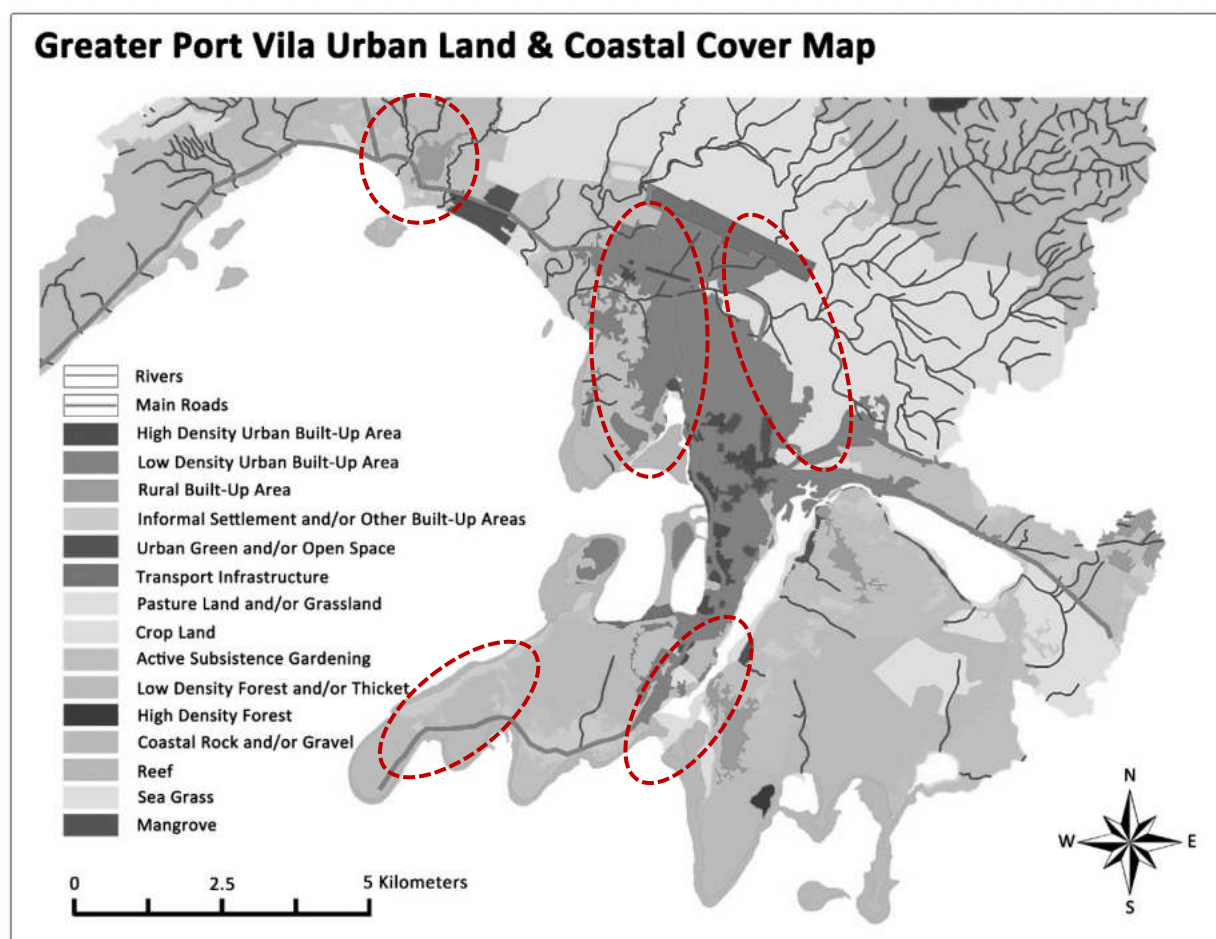 Greater Port Vila Urban Land & Coastal Cover Map
Rivers
Main Roads
High Density Urban Built-Up Area
Low Density Urban Built-Up Area
Rural Built-Up Area
Informal Settlement and/or Other Built-Up Areas
Urban Green and/or Open Space
Transport Infrastructure
Pasture Land and/or Grassland
Crop Land
Active Subsistence Gardening
Low Density Forest and/or Thicket
High Density Forest
Coastal Rock and/or Gravel
Reef
Sea Grass
Mangrove
0 2.5 5 Kilometers
N
W E
S